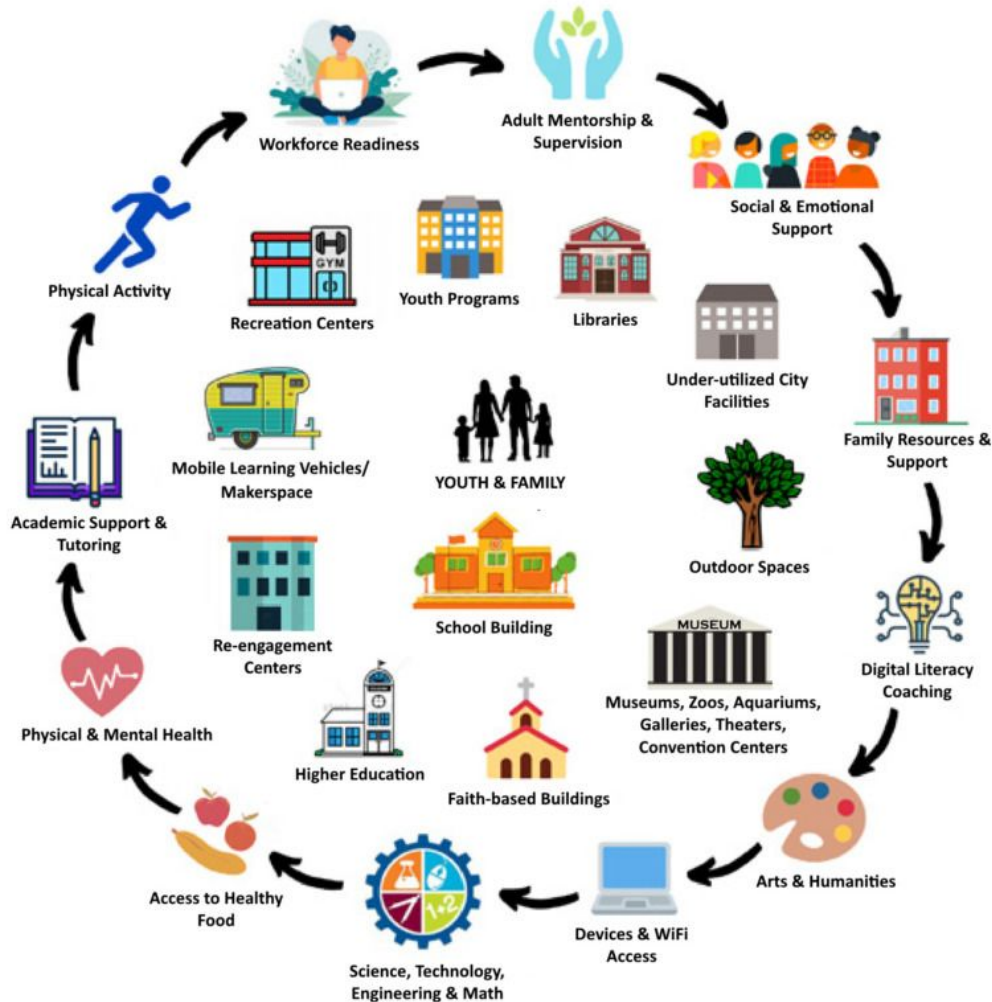 Workforce Readiness
Adult Mentorship &
Supervision
Social & Emotional
Support
Physical Activity
GYM
Recreation Centers
Youth Programs
Libraries
Under-utilized City
Facilities
Family Resources &
Support
Mobile Learning Vehicles/
Makerspace
YOUTH & FAMILY
Academic Support &
Tutoring
Outdoor Spaces
Re-engagement
Centers
School Building
MUSEUM
Museums, Zoos, Aquariums,
Galleries, Theaters,
Convention Centers
Digital Literacy
Coaching
Physical & Mental Health
Higher Education
Faith-based Buildings
Arts & Humanities
Access to Healthy
Food
1+2
Science, Technology,
Engineering & Math
Devices & WiFi
Access